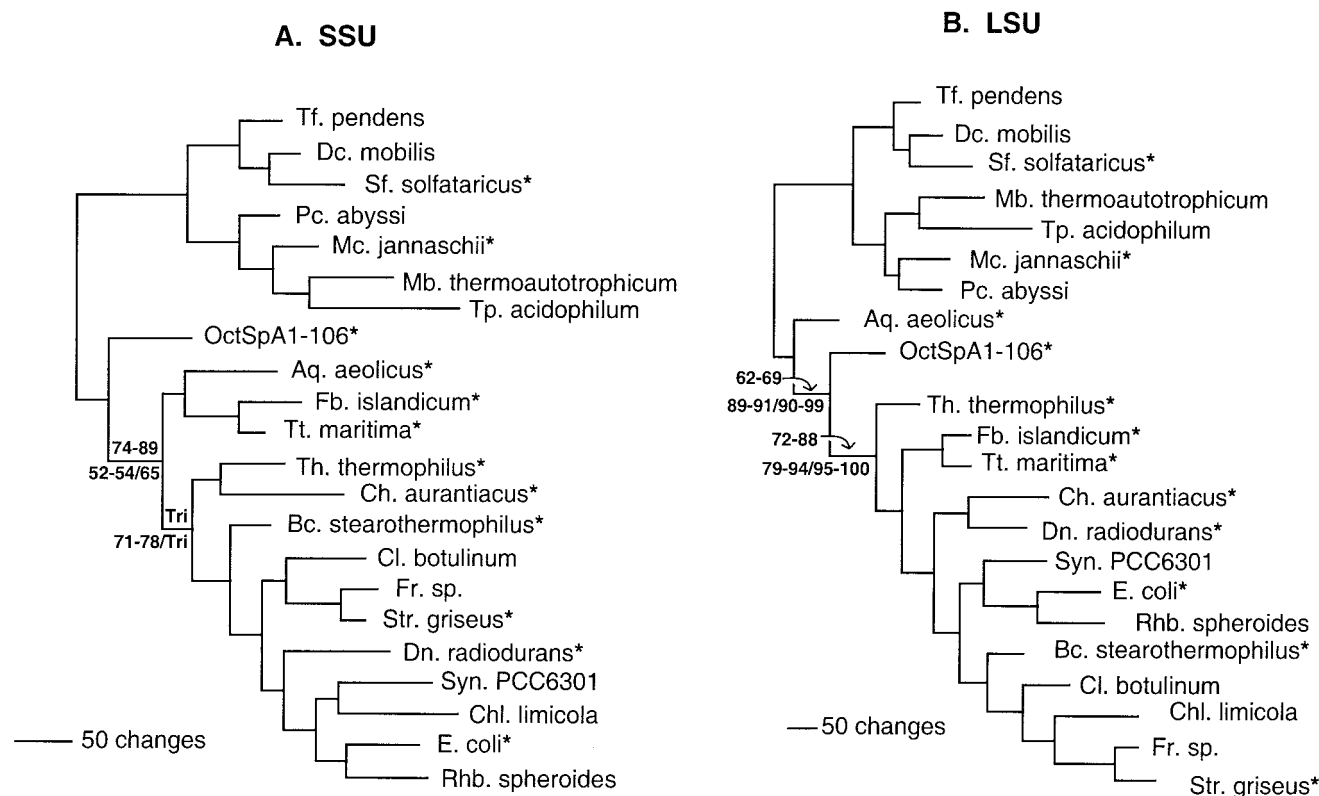 A. SSU
Tf. pendens
Dc. mobilis
Sf. solfataricus*
Pc. abyssi
Mc. jannaschii*
Mb. thermoautotrophicum
Tp. acidophilum
OctSpA1-106*
Aq. aeolicus*
Fb. islandicum*
Tt. maritima*
74-89
52-54/65
Th. thermophilus*
Ch. aurantiacus*
Tri
71-78/Tri
Bc. stearothermophilus*
Cl. botulinum
Fr. sp.
Str. griseus*
Dn. radiodurans*
Syn. PCC6301
Chl. limicola
E. coli*
Rhb. spheroides
50 changes
B. LSU
Tf. pendens
Dc. mobilis
Sf. solfataricus*
Mb. thermoautotrophicum
Tp. acidophilum
Mc. jannaschii*
Pc. abyssi
Aq. aeolicus*
OctSpA1-106*
62-69
89-91/90-99
Th. thermophilus*
72-88
79-94/95-100
Fb. islandicum*
Tt. maritima*
Ch. aurantiacus*
Dn. radiodurans*
Syn. PCC6301
E. coli*
Rhb. spheroides
Bc. stearothermophilus*
Cl. botulinum
Chl. limicola
Fr. sp.
Str. griseus*
50 changes